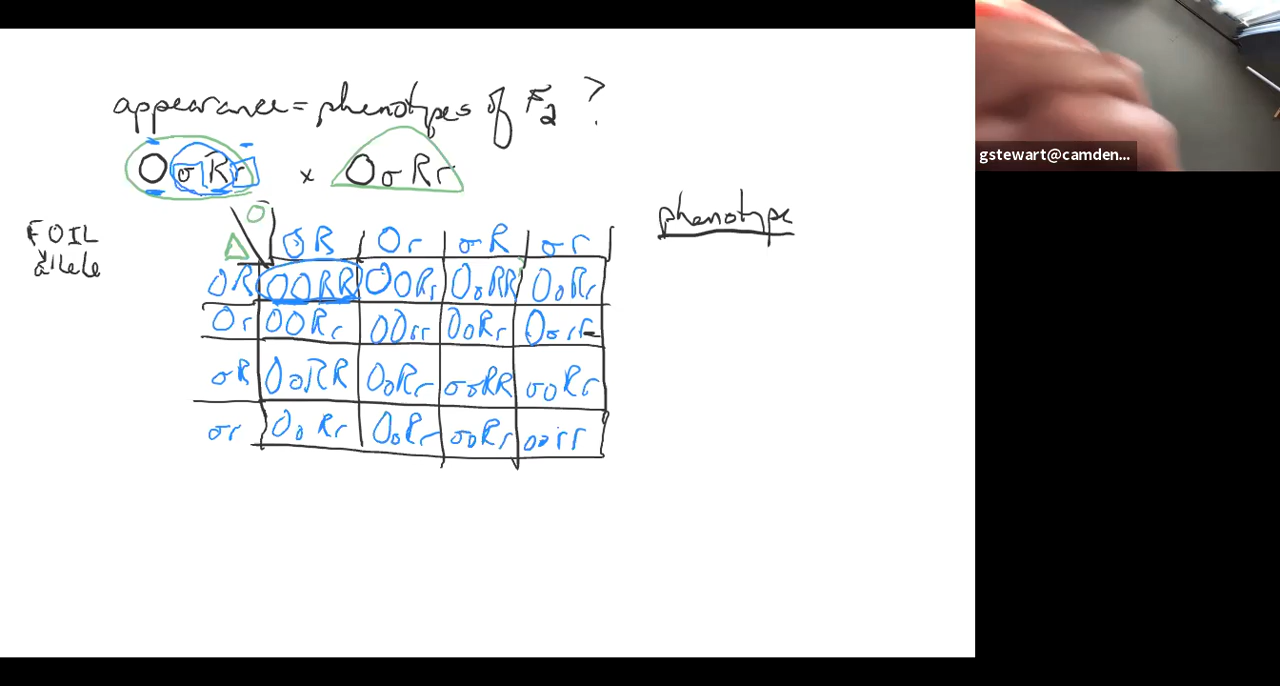 appearance = phenotypes of F2 ?
OoRr x OoRr
phenotype
FOIL
allele
OR Or oR or
OR OORR OORr OoRR OoRr
Or OORr OOrr OoRr Oorr
oR OoRR OoRr ooRR ooRr
or OoRr OoRr ooRr oorr
gstewart@camden...